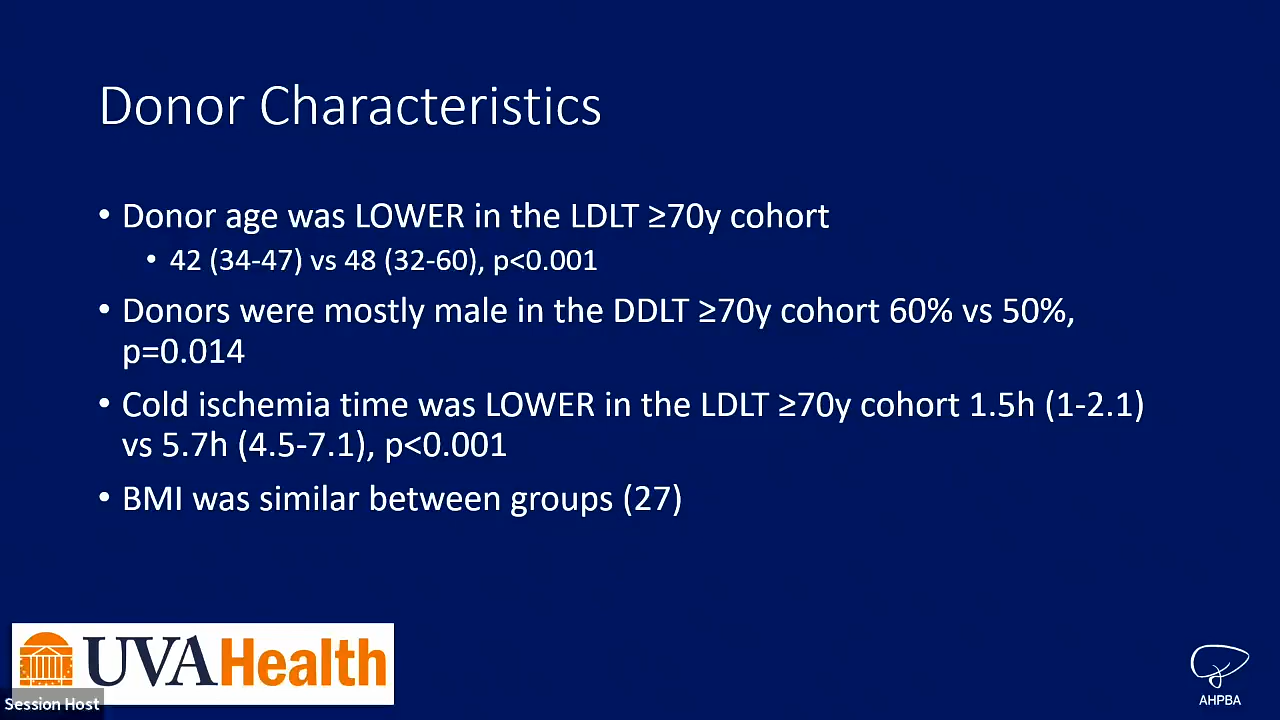 Donor Characteristics
• Donor age was LOWER in the LDLT ≥70y cohort
• 42 (34-47) vs 48 (32-60), p<0.001
• Donors were mostly male in the DDLT ≥70y cohort 60% vs 50%,
p=0.014
• Cold ischemia time was LOWER in the LDLT ≥70y cohort 1.5h (1-2.1)
vs 5.7h (4.5-7.1), p<0.001
• BMI was similar between groups (27)
UVAHealth
Session Host
AHPBA